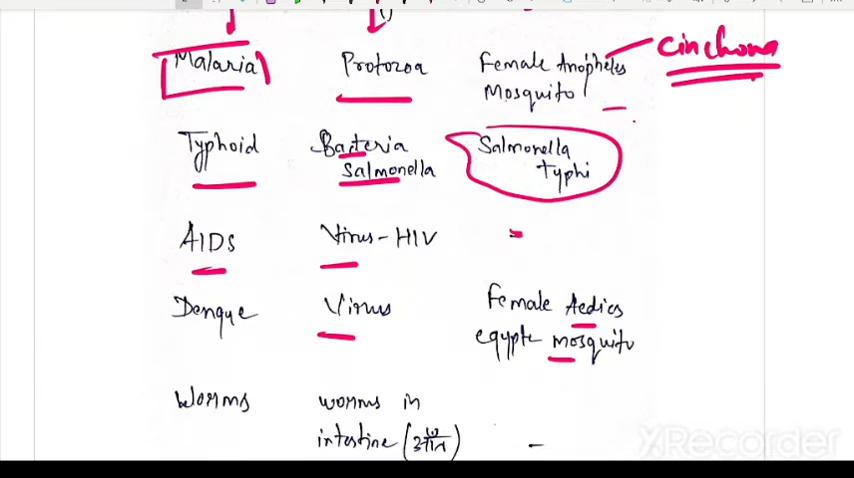 cinchona
Malaria Protozoa Female Anopheles
Mosquito
Typhoid Bacteria Salmonella
Salmonella Typhi
AIDS Virus - HIV -
Dengue Virus Female Aedies
egypte mosquito
Worms worms in
intestine -
XRecorder